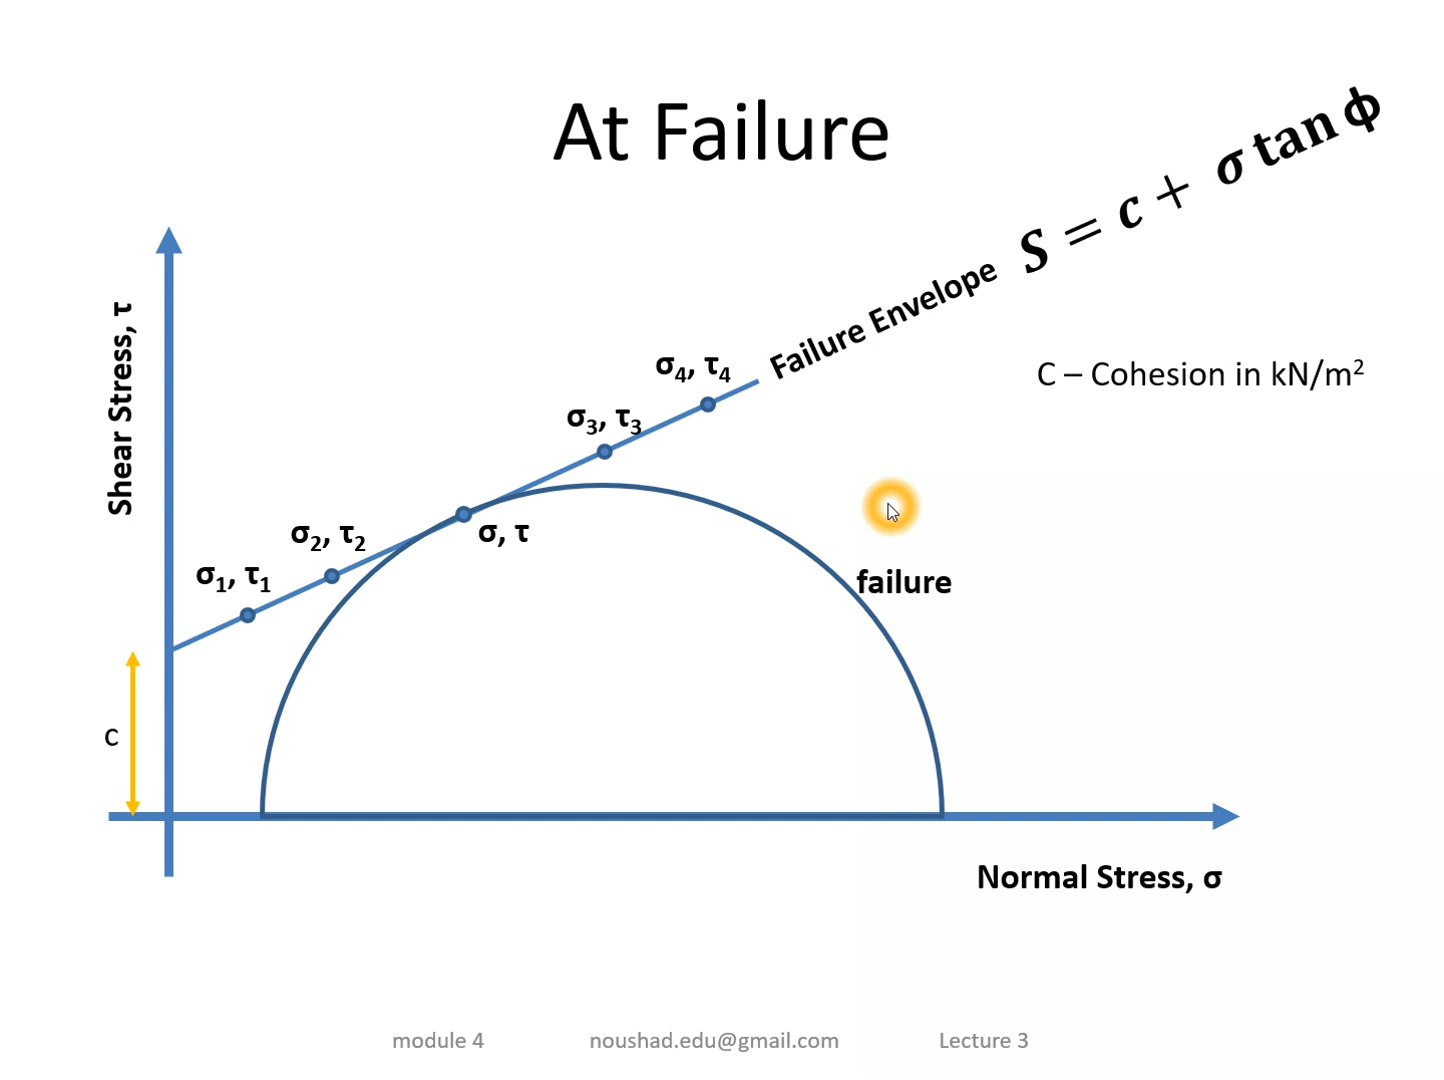 At Failure
S = c + σ tan ϕ
Failure Envelope
Shear Stress, τ
σ4, τ4
C – Cohesion in kN/m²
σ3, τ3
σ2, τ2
σ, τ
σ1, τ1
failure
C
Normal Stress, σ
module 4 noushad.edu@gmail.com Lecture 3